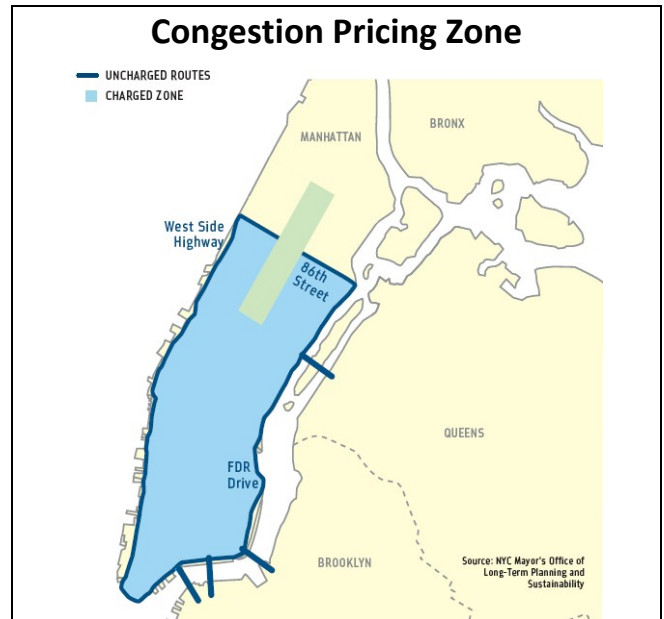 Congestion Pricing Zone
UNCHARGED ROUTES
CHARGED ZONE
BRONX
MANHATTAN
West Side
Highway
86th
Street
QUEENS
FDR
Drive
BROOKLYN
Source: NYC Mayor's Office of
Long-Term Planning and
Sustainability